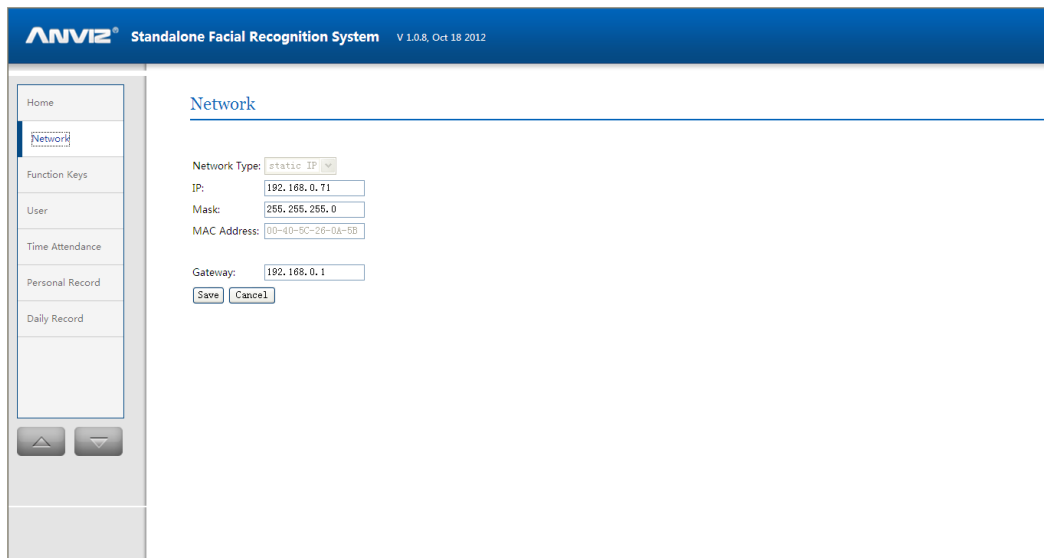 ANVIZ® Standalone Facial Recognition System V 1.0.8, Oct 18 2012
Home
Network
Function Keys
User
Time Attendance
Personal Record
Daily Record
Network
Network Type: static IP
IP: 192.168.0.71
Mask: 255.255.255.0
MAC Address: 00-40-5C-26-0A-5B
Gateway: 192.168.0.1
Save Cancel